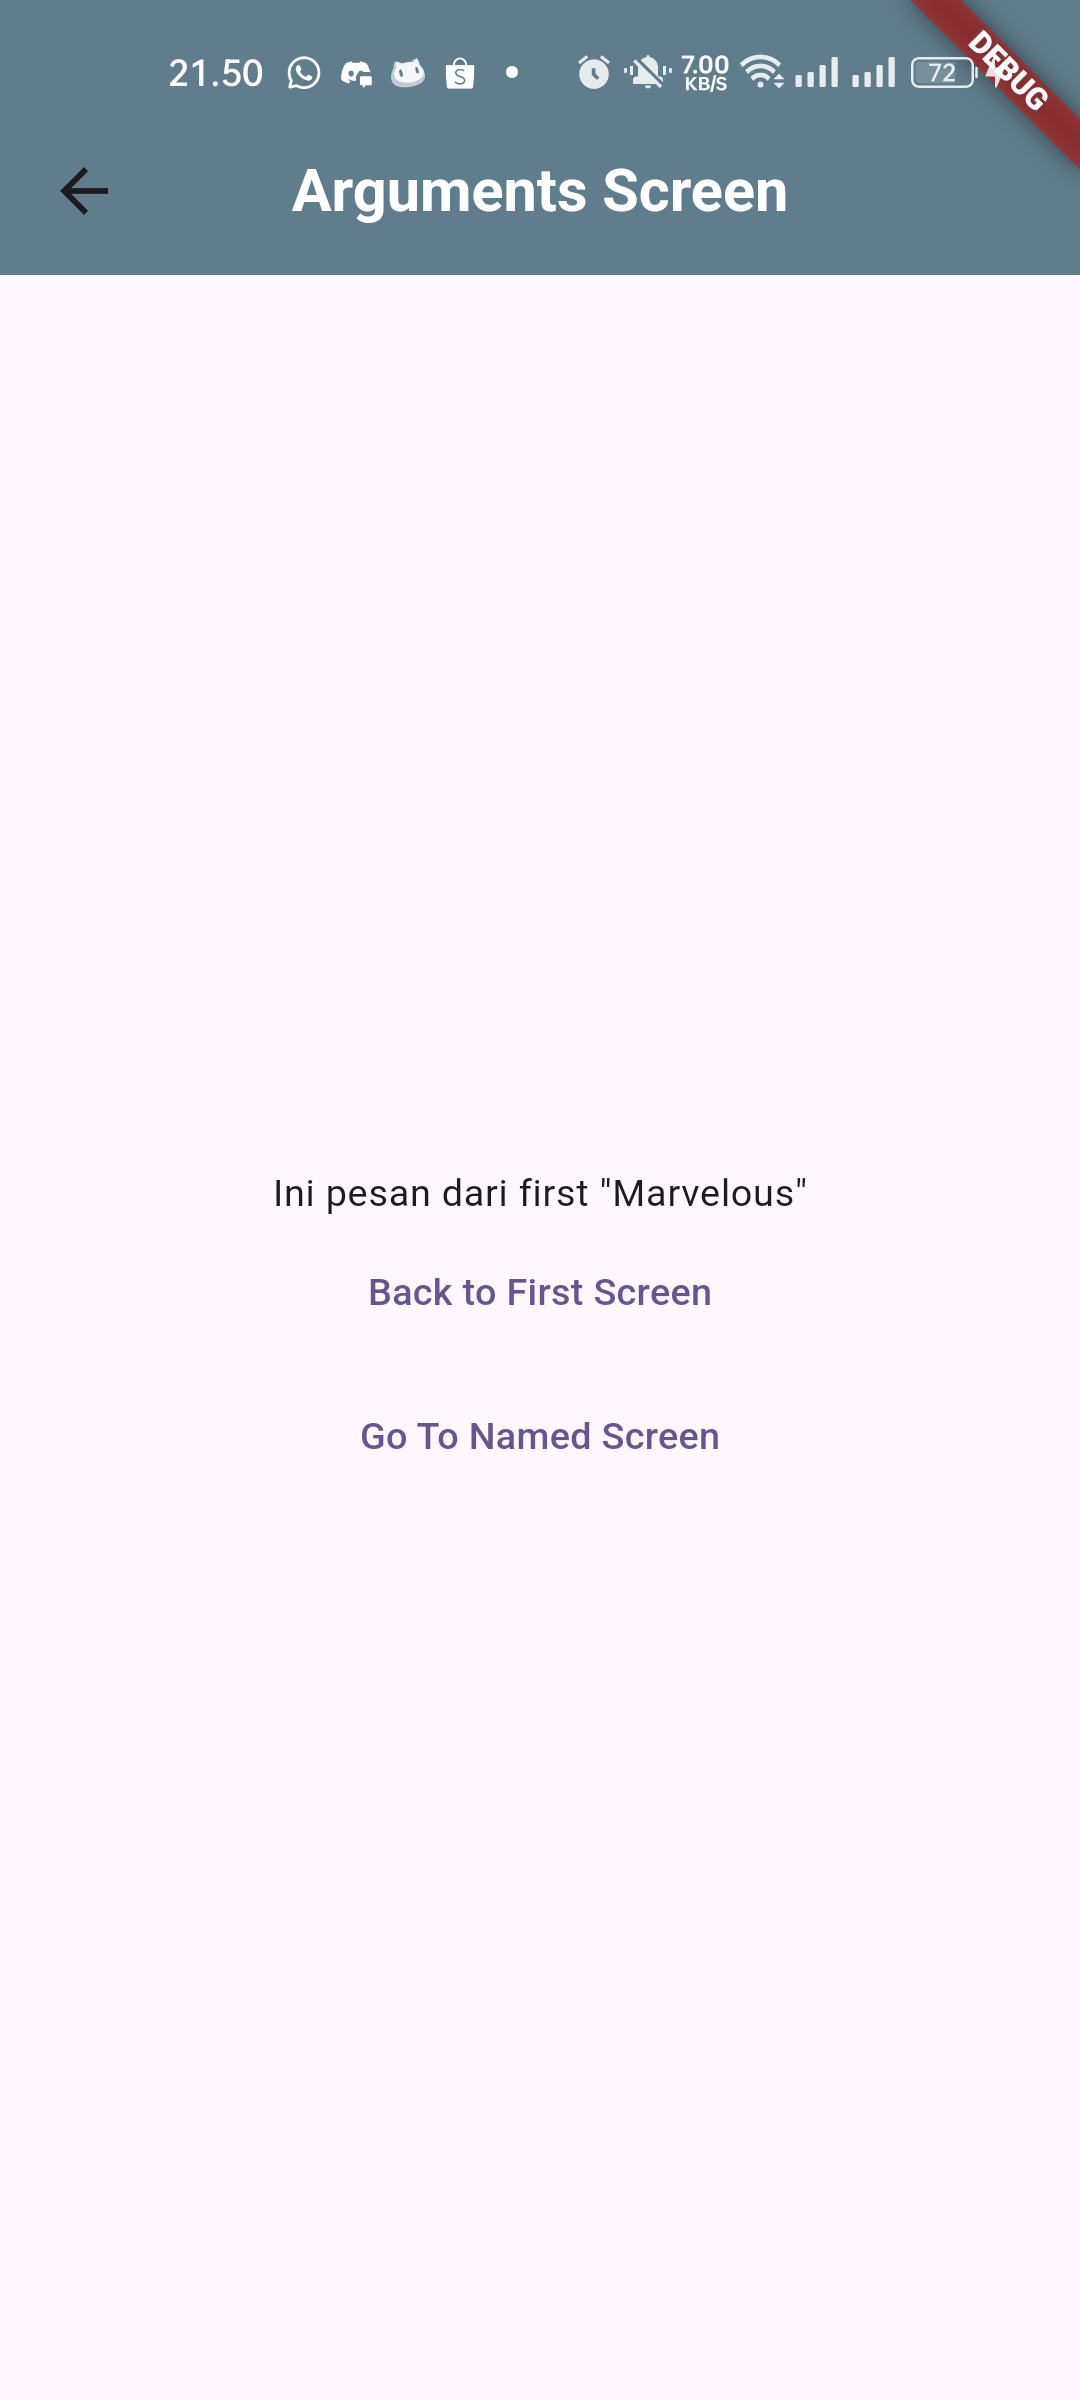 21.50
7.00
KB/S
72
DEBUG
Arguments Screen
Ini pesan dari first "Marvelous"
Back to First Screen
Go To Named Screen